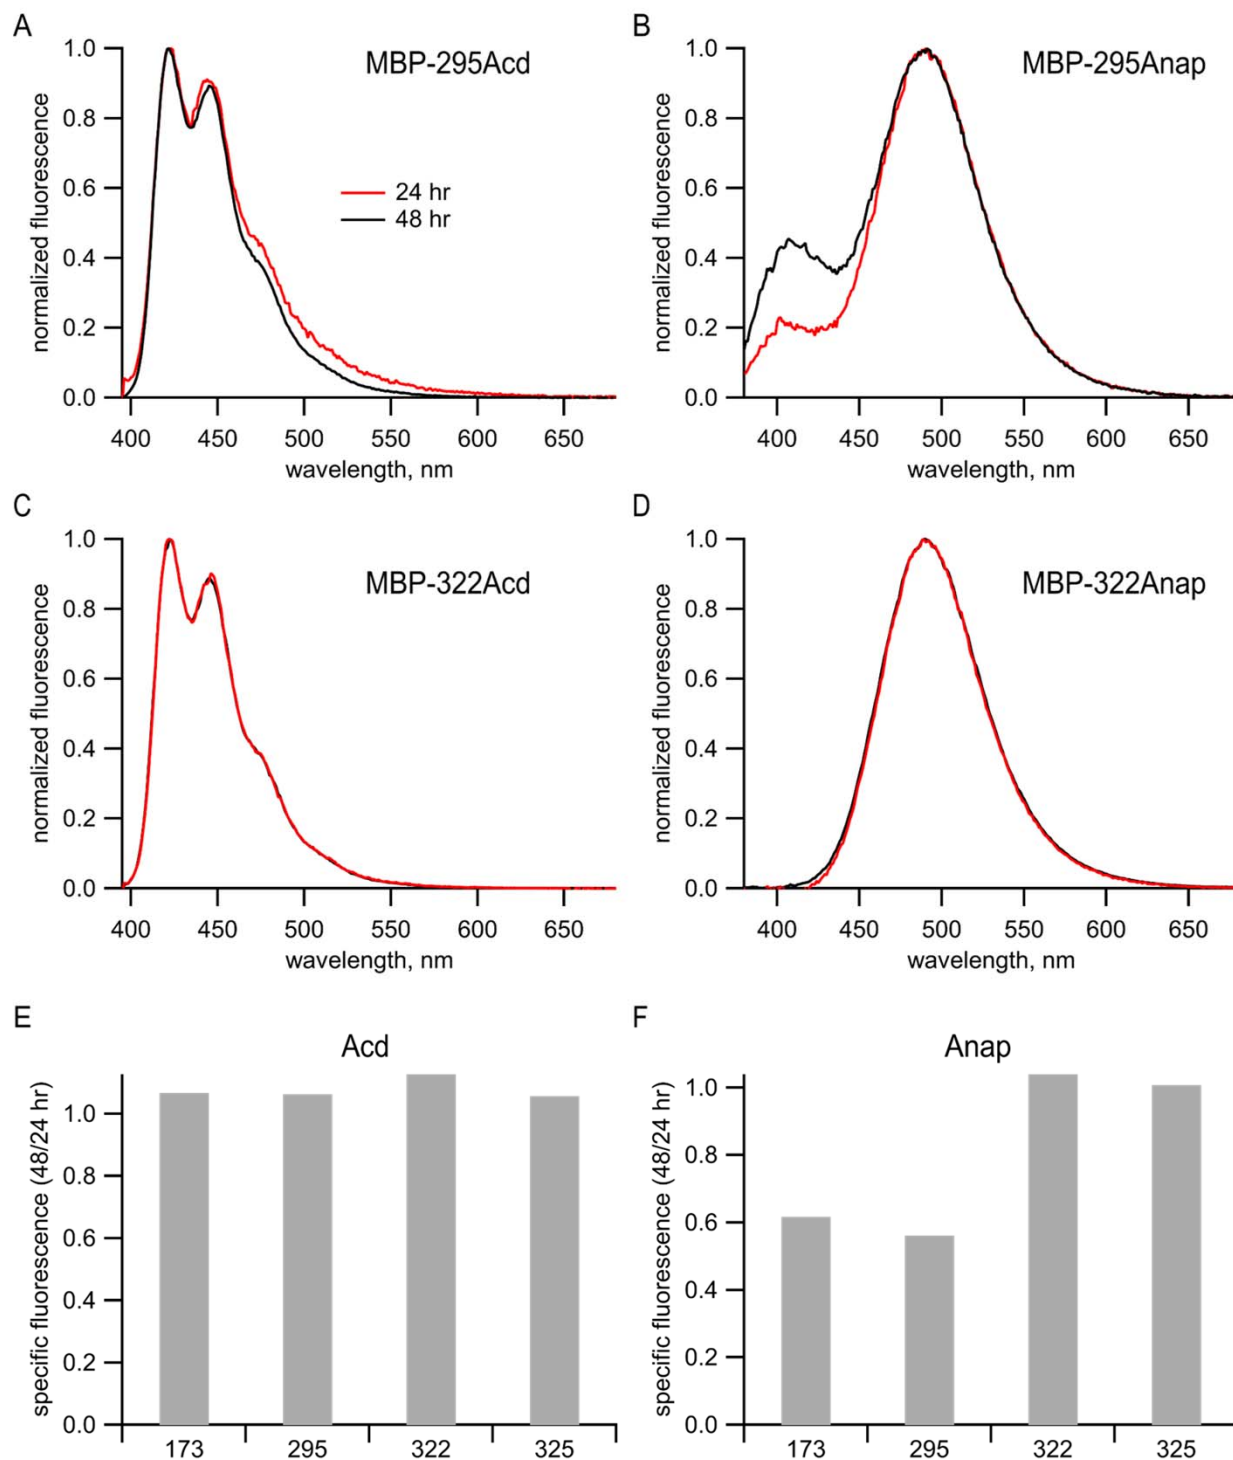 A
MBP-295Acd
normalized fluorescence
1.0
0.8
0.6
0.4
0.2
0.0
24 hr
48 hr
400 450 500 550 600 650
wavelength, nm
B
MBP-295Anap
normalized fluorescence
1.0
0.8
0.6
0.4
0.2
0.0
400 450 500 550 600 650
wavelength, nm
C
MBP-322Acd
normalized fluorescence
1.0
0.8
0.6
0.4
0.2
0.0
400 450 500 550 600 650
wavelength, nm
D
MBP-322Anap
normalized fluorescence
1.0
0.8
0.6
0.4
0.2
0.0
400 450 500 550 600 650
wavelength, nm
E
Acd
specific fluorescence (48/24 hr)
1.0
0.8
0.6
0.4
0.2
0.0
173 295 322 325
F
Anap
specific fluorescence (48/24 hr)
1.0
0.8
0.6
0.4
0.2
0.0
173 295 322 325